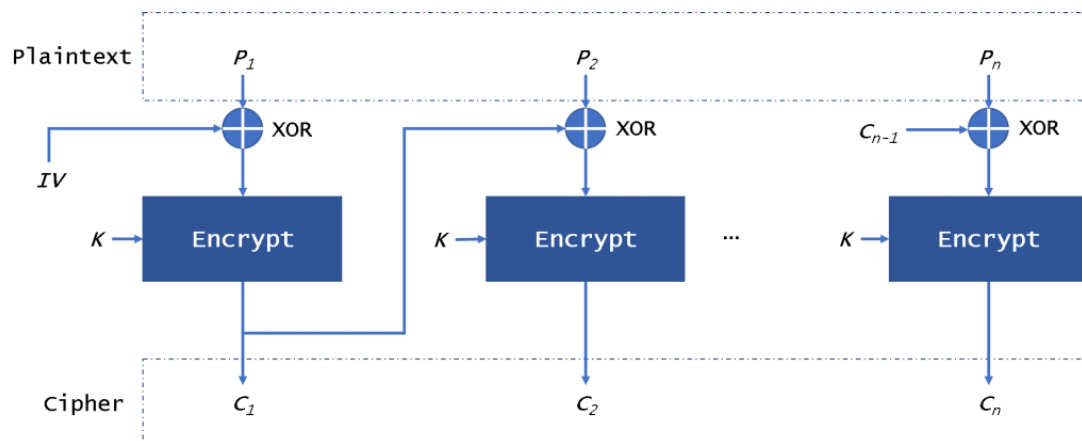 Plaintext P₁ P₂ Pₙ
XOR XOR Cₙ₋₁ XOR
IV
K Encrypt K Encrypt ... K Encrypt
Cipher C₁ C₂ Cₙ